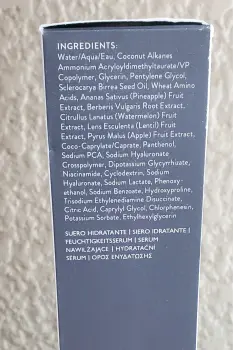 INGREDIENTS:
Water/Aqua/Eau, Coconut Alkanes
Ammonium Acryloyldimethyltaurate/VP
Copolymer, Glycerin, Pentylene Glycol,
Sclerocarya Birrea Seed Oil, Wheat Amino
Acids, Ananas Sativus (Pineapple) Fruit
Extract, Berberis Vulgaris Root Extract,
Citrullus Lanatus (Watermelon) Fruit
Extract, Lens Esculenta (Lentil) Fruit
Extract, Pyrus Malus (Apple) Fruit Extract,
Coco-Caprylate/Caprate, Panthenol,
Sodium PCA, Sodium Hyaluronate
Crosspolymer, Dipotassium Glycyrrhizate,
Niacinamide, Cyclodextrin, Sodium
Hyaluronate, Sodium Lactate, Phenoxy-
ethanol, Sodium Benzoate, Hydroxyproline,
Trisodium Ethylenediamine Disuccinate,
Citric Acid, Caprylyl Glycol, Chlorphenesin,
Potassium Sorbate, Ethylhexylglycerin
SUERO HIDRATANTE | SIERO IDRATANTE |
FEUCHTIGKEITSSERUM | SERUM
NAWILŻAJĄCE | HYDRATACNÍ
SERUM | ΟΡΟΣ ΕΝΥΔΑΤΩΣΗΣ